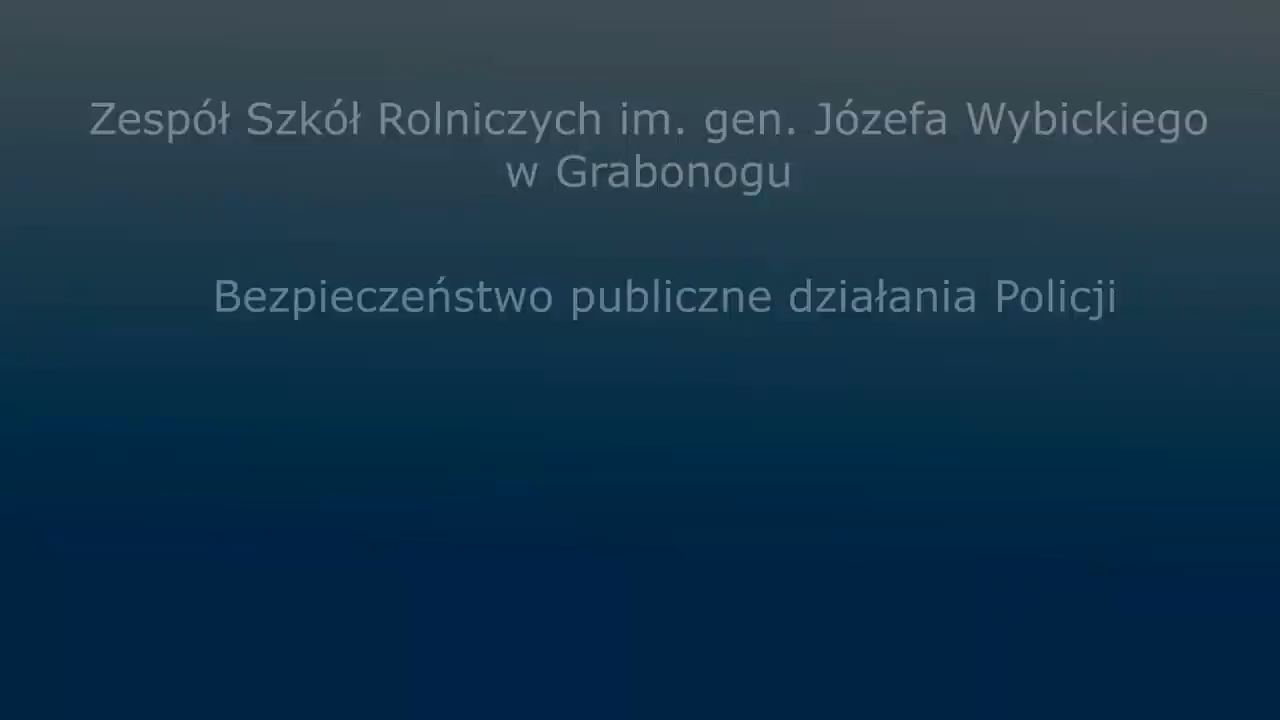 Zespół Szkół Rolniczych im. gen. Józefa Wybickiego
w Grabonogu
Bezpieczeństwo publiczne działania Policji